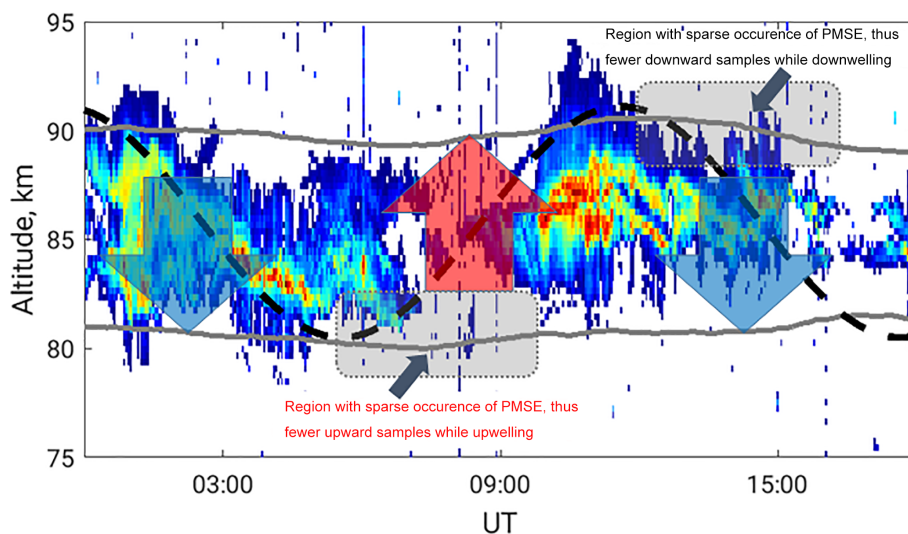 95
Region with sparse occurence of PMSE, thus
fewer downward samples while downwelling
90
Altitude, km
85
80
Region with sparse occurence of PMSE, thus
fewer upward samples while upwelling
75
03:00
09:00
15:00
UT